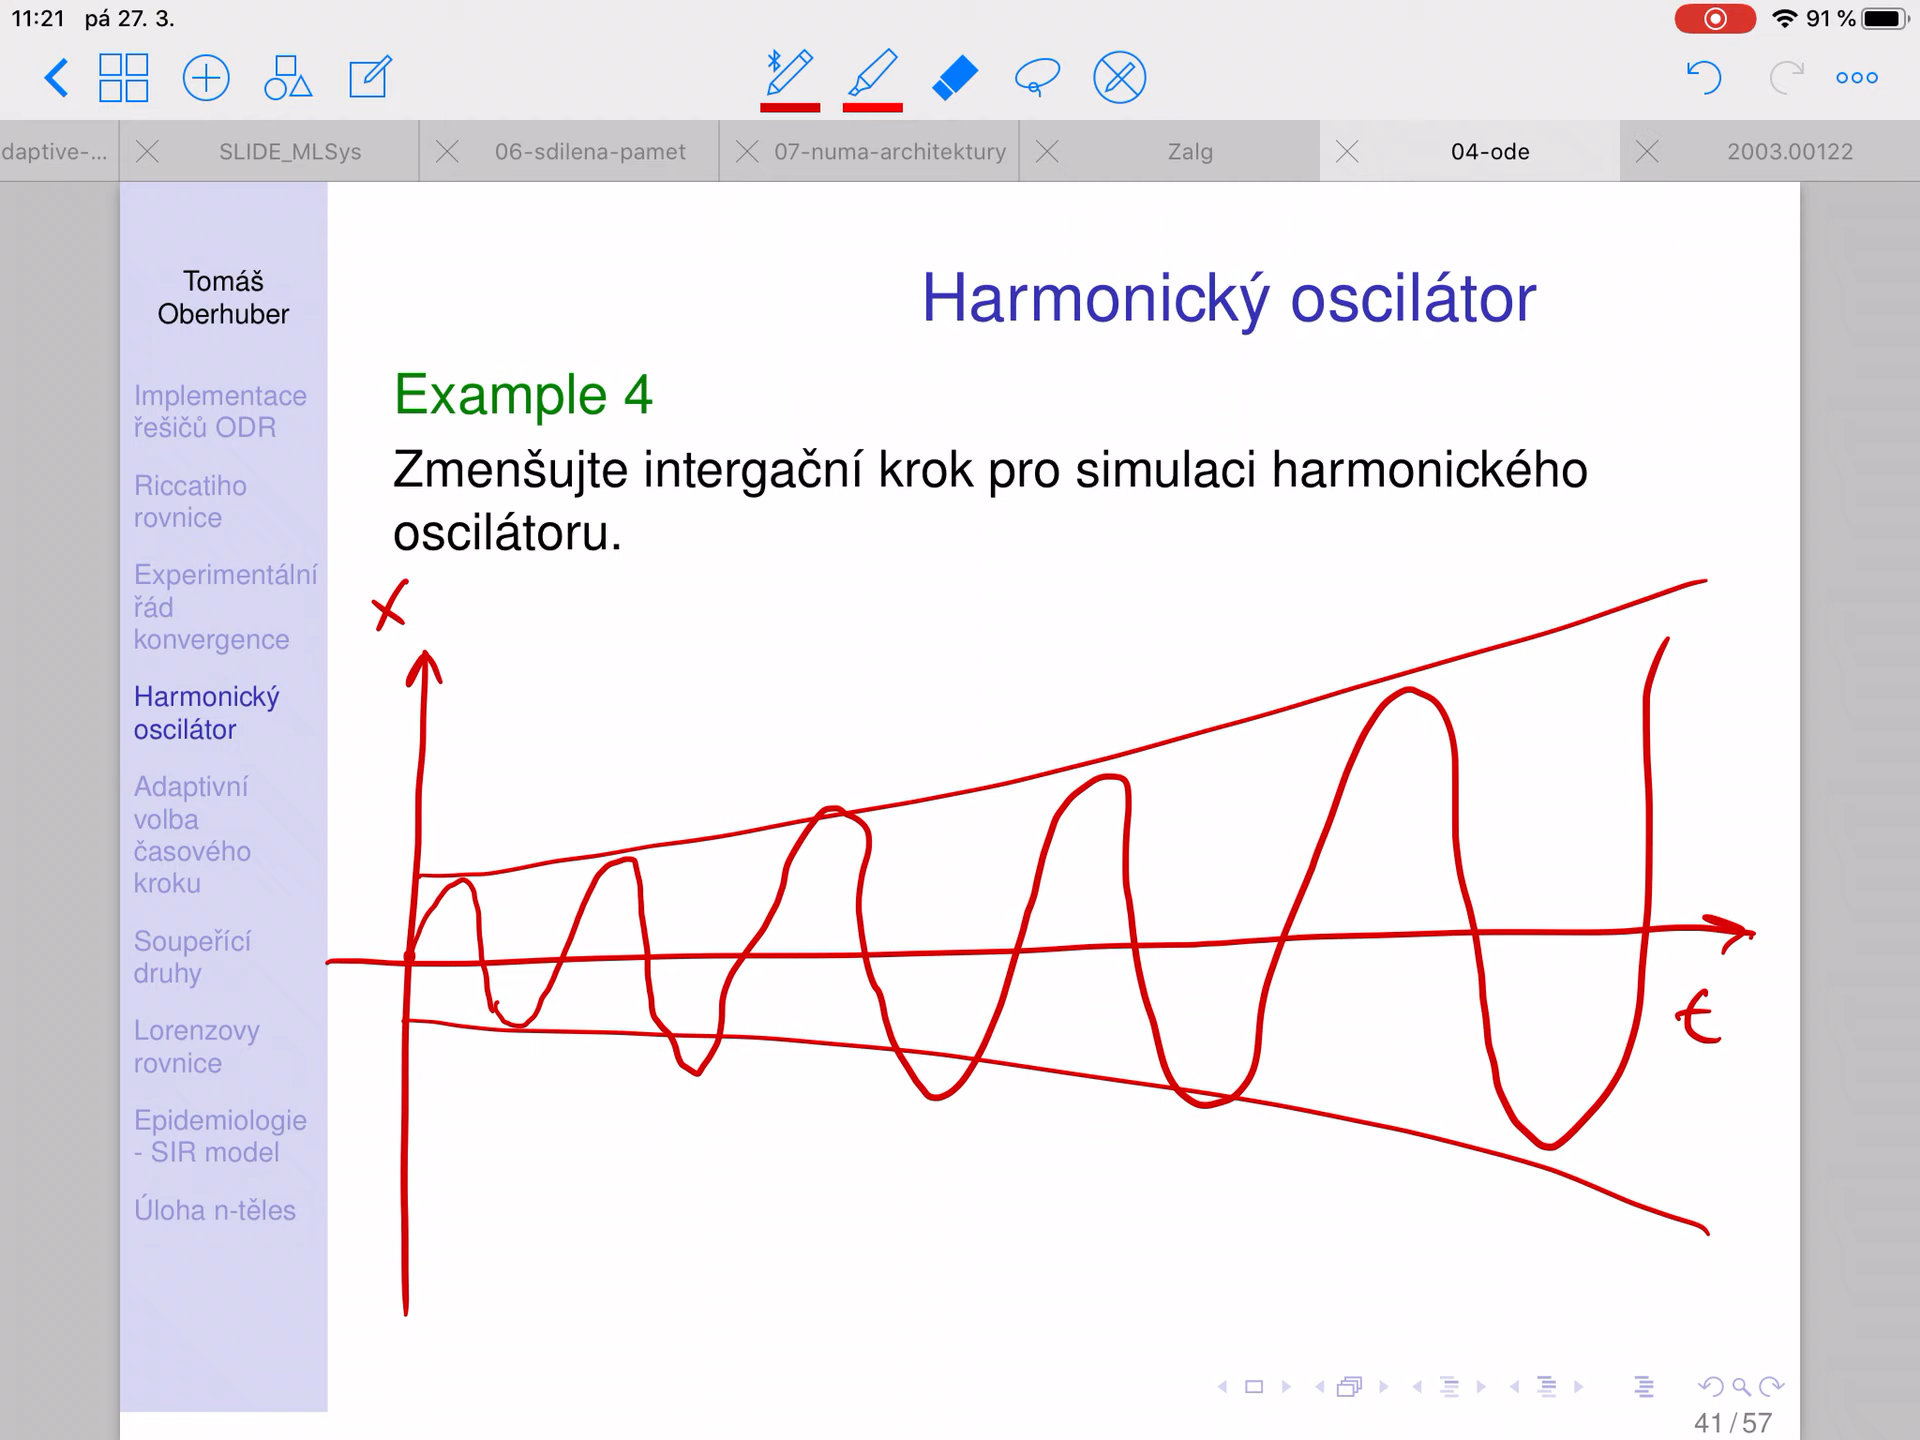 11:21 pá 27. 3.
91 %
daptive-...
SLIDE_MLSys
06-sdilena-pamet
07-numa-architektury
Zalg
04-ode
2003.00122
Tomáš
Oberhuber
Implementace
řešičů ODR
Riccatiho
rovnice
Experimentální
řád
konvergence
Harmonický
oscilátor
Adaptivní
volba
časového
kroku
Soupeřící
druhy
Lorenzovy
rovnice
Epidemiologie
- SIR model
Úloha n-těles
Harmonický oscilátor
Example 4
Zmenšujte intergační krok pro simulaci harmonického
oscilátoru.
x
t
41 / 57